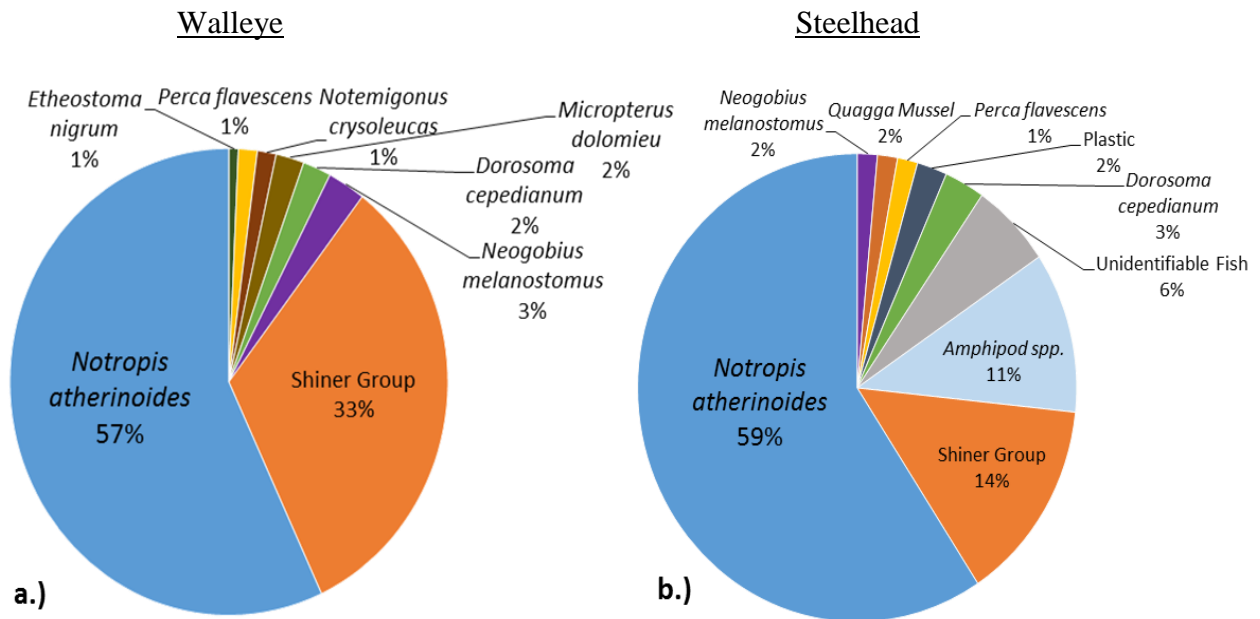 Walleye
Etheostoma
nigrum
1%
Perca flavescens
1%
Notemigonus
crysoleucas
1%
Micropterus
dolomieu
2%
Dorosoma
cepedianum
2%
Neogobius
melanostomus
3%
Shiner Group
33%
Notropis
atherinoides
57%
a.)
Steelhead
Neogobius
melanostomus
2%
Quagga Mussel
2%
Perca flavescens
1%
Plastic
2%
Dorosoma
cepedianum
3%
Unidentifiable Fish
6%
Amphipod spp.
11%
Shiner Group
14%
Notropis
atherinoides
59%
b.)